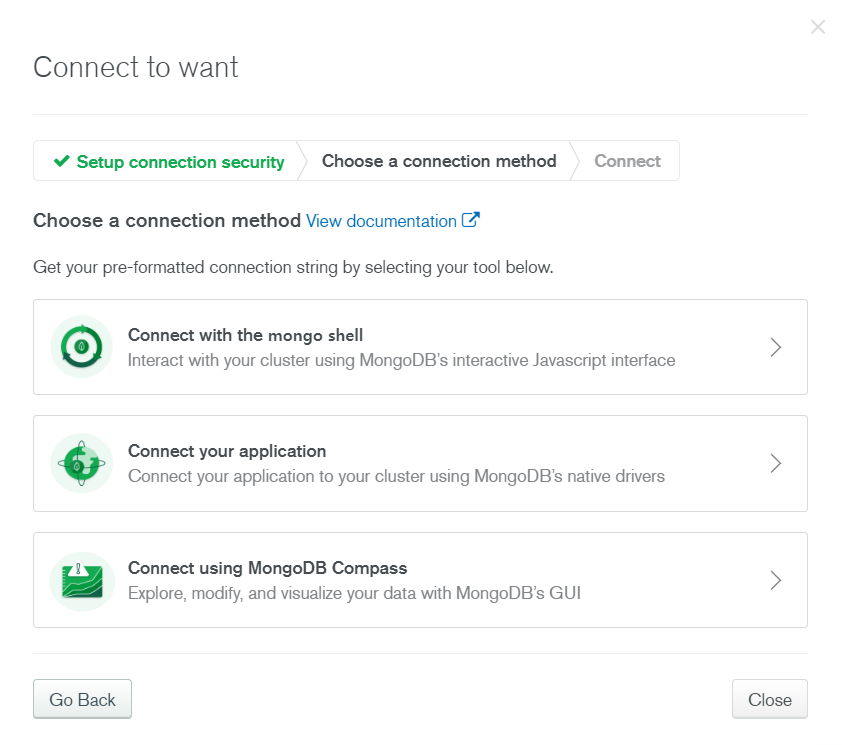 Connect to want
Setup connection security
Choose a connection method
Connect
Choose a connection method View documentation
Get your pre-formatted connection string by selecting your tool below.
Connect with the mongo shell
Interact with your cluster using MongoDB's interactive Javascript interface
Connect your application
Connect your application to your cluster using MongoDB's native drivers
Connect using MongoDB Compass
Explore, modify, and visualize your data with MongoDB's GUI
Go Back
Close